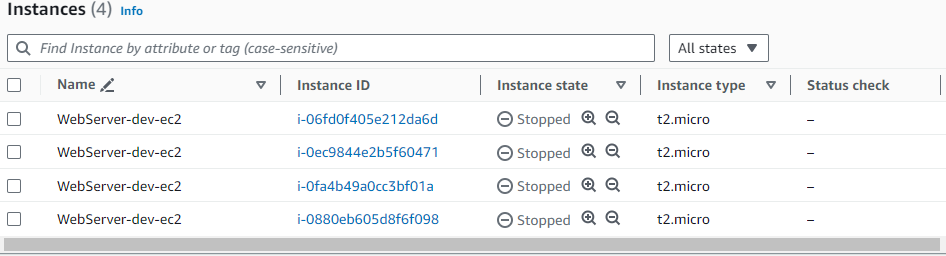 Instances (4) Info
Find Instance by attribute or tag (case-sensitive) All states
Name Instance ID Instance state Instance type Status check
WebServer-dev-ec2 i-06fd0f405e212da6d Stopped t2.micro –
WebServer-dev-ec2 i-0ec9844e2b5f60471 Stopped t2.micro –
WebServer-dev-ec2 i-0fa4b49a0cc3bf01a Stopped t2.micro –
WebServer-dev-ec2 i-0880eb605d8f6f098 Stopped t2.micro –